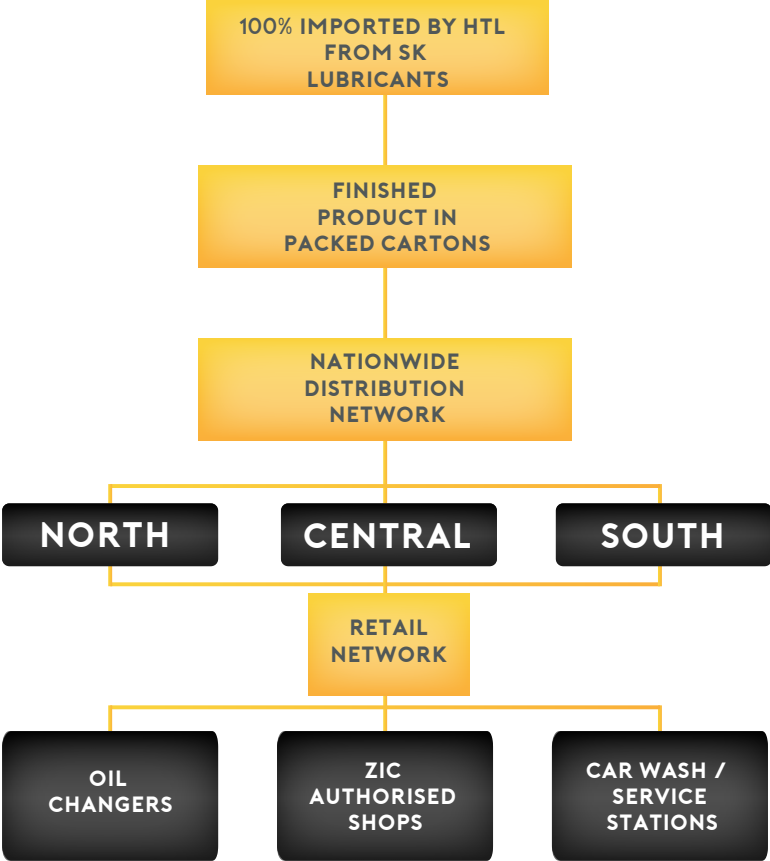 100% IMPORTED BY HTL
FROM SK
LUBRICANTS
FINISHED
PRODUCT IN
PACKED CARTONS
NATIONWIDE
DISTRIBUTION
NETWORK
NORTH
CENTRAL
SOUTH
RETAIL
NETWORK
OIL
CHANGERS
ZIC
AUTHORISED
SHOPS
CAR WASH /
SERVICE
STATIONS